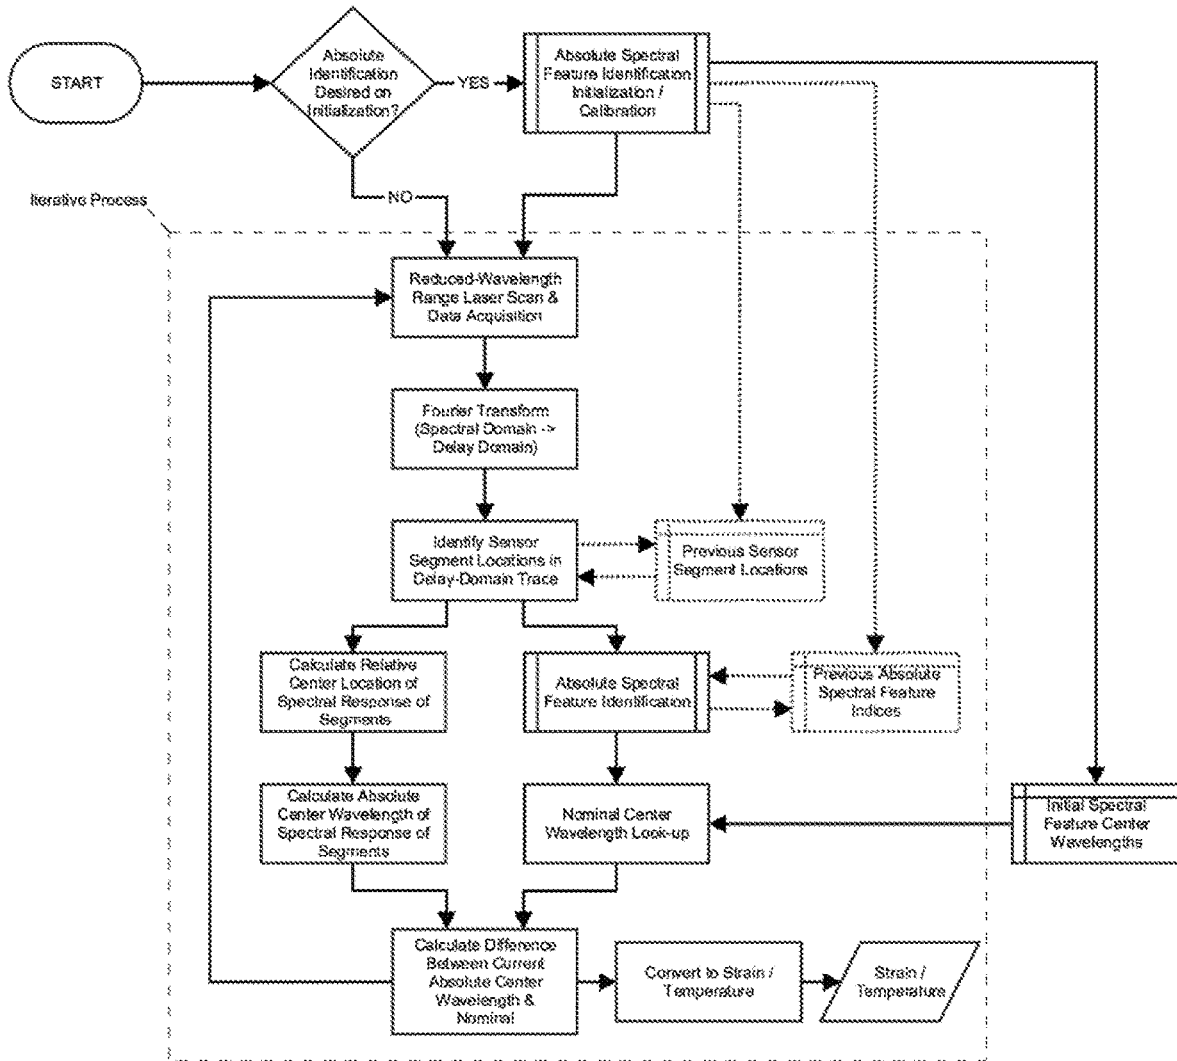 START
Absolute
Identification
Desired on
Initialization?
YES
Absolute Spectral
Feature Identification
Initialization /
Calibration
NO
Iterative Process
Reduced-Wavelength
Range Laser Scan &
Data Acquisition
Fourier Transform
(Spectral Domain ->
Delay Domain)
Identify Sensor
Segment Locations in
Delay-Domain Trace
Previous Sensor
Segment Locations
Calculate Relative
Center Location of
Spectral Response of
Segments
Absolute Spectral
Feature Identification
Previous Absolute
Spectral Feature
Indices
Calculate Absolute
Center Wavelength of
Spectral Response of
Segments
Nominal Center
Wavelength Look-up
Initial Spectral
Feature Center
Wavelengths
Calculate Difference
Between Current
Absolute Center
Wavelength &
Nominal
Convert to Strain /
Temperature
Strain /
Temperature